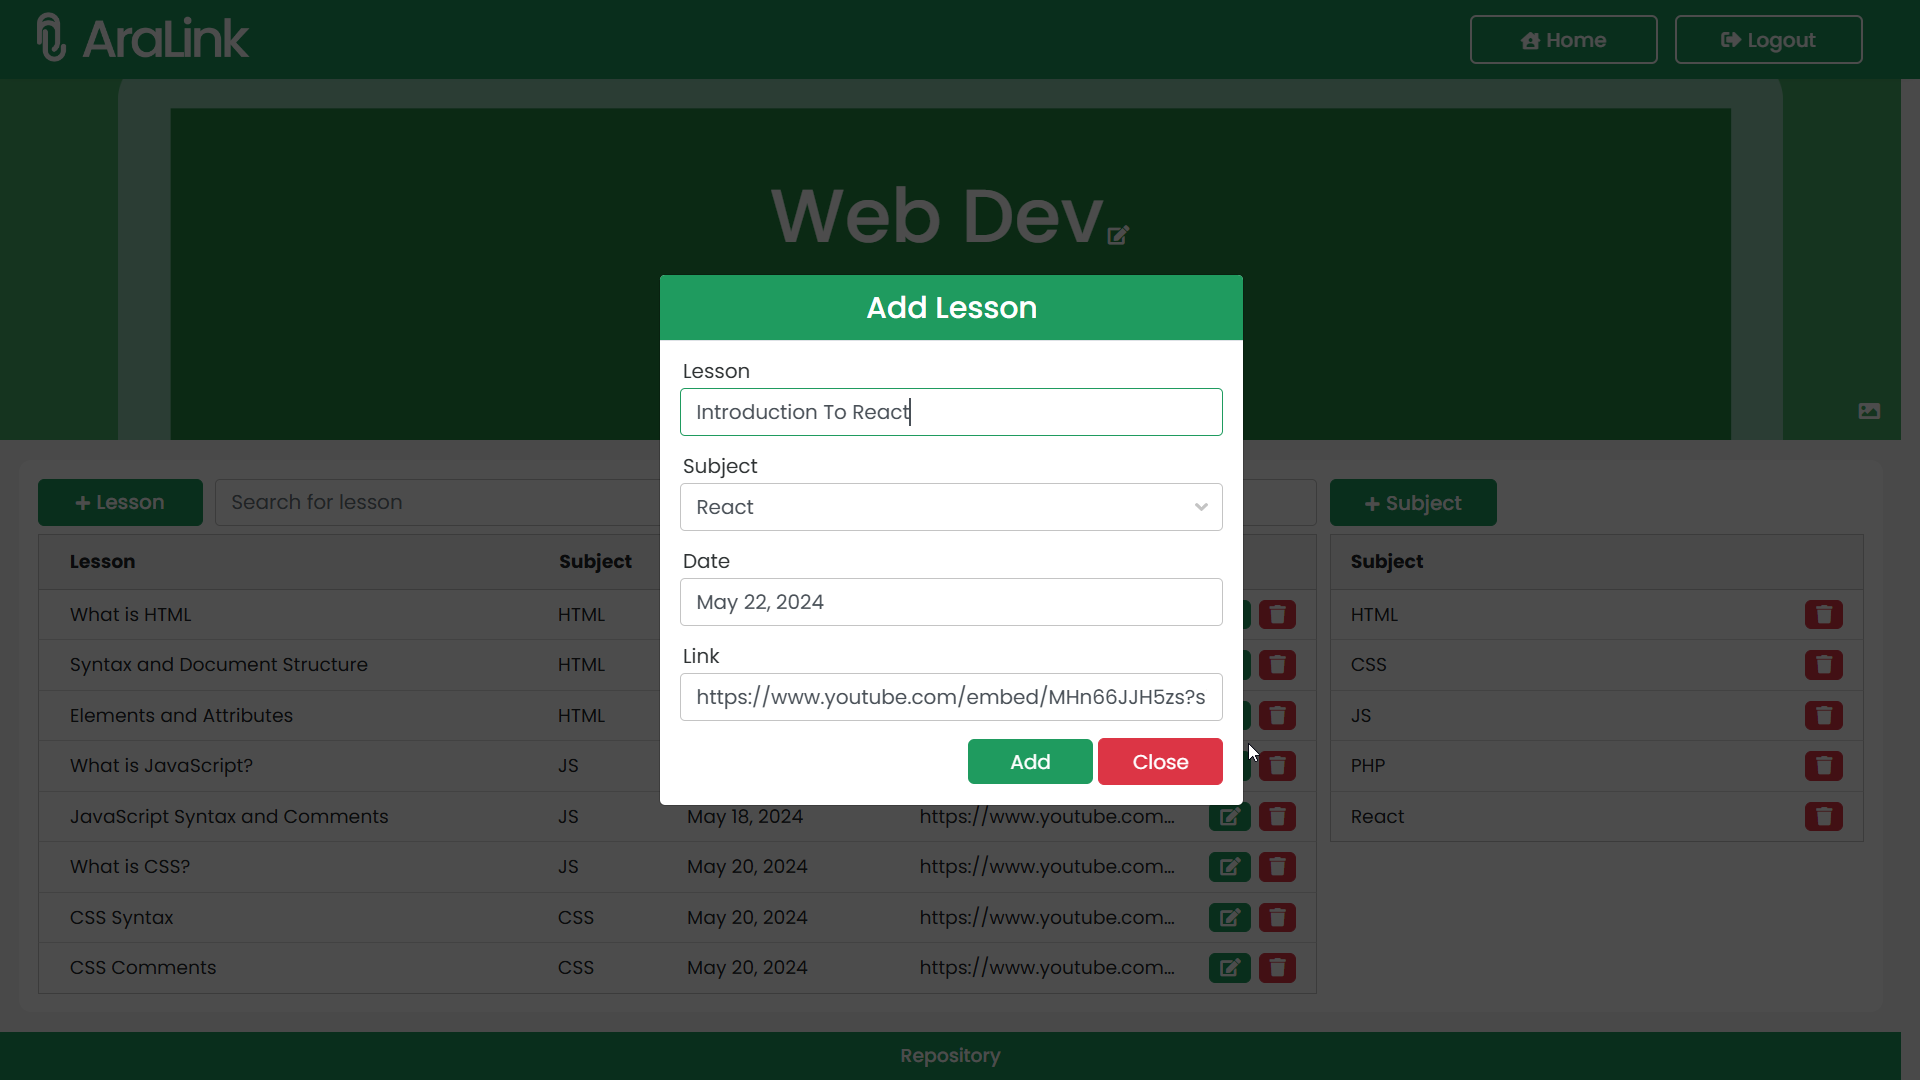 AraLink
Home
Logout
Web Dev
Add Lesson
Lesson
Introduction To React
Subject
React
Date
May 22, 2024
Link
https://www.youtube.com/embed/MHn66JJH5zs?s
Add
Close
+ Lesson
Search for lesson
+ Subject
Lesson Subject
What is HTML HTML
Syntax and Document Structure HTML
Elements and Attributes HTML
What is JavaScript? JS
JavaScript Syntax and Comments JS May 18, 2024 https://www.youtube.com...
What is CSS? JS May 20, 2024 https://www.youtube.com...
CSS Syntax CSS May 20, 2024 https://www.youtube.com...
CSS Comments CSS May 20, 2024 https://www.youtube.com...
Subject
HTML
CSS
JS
PHP
React
Repository